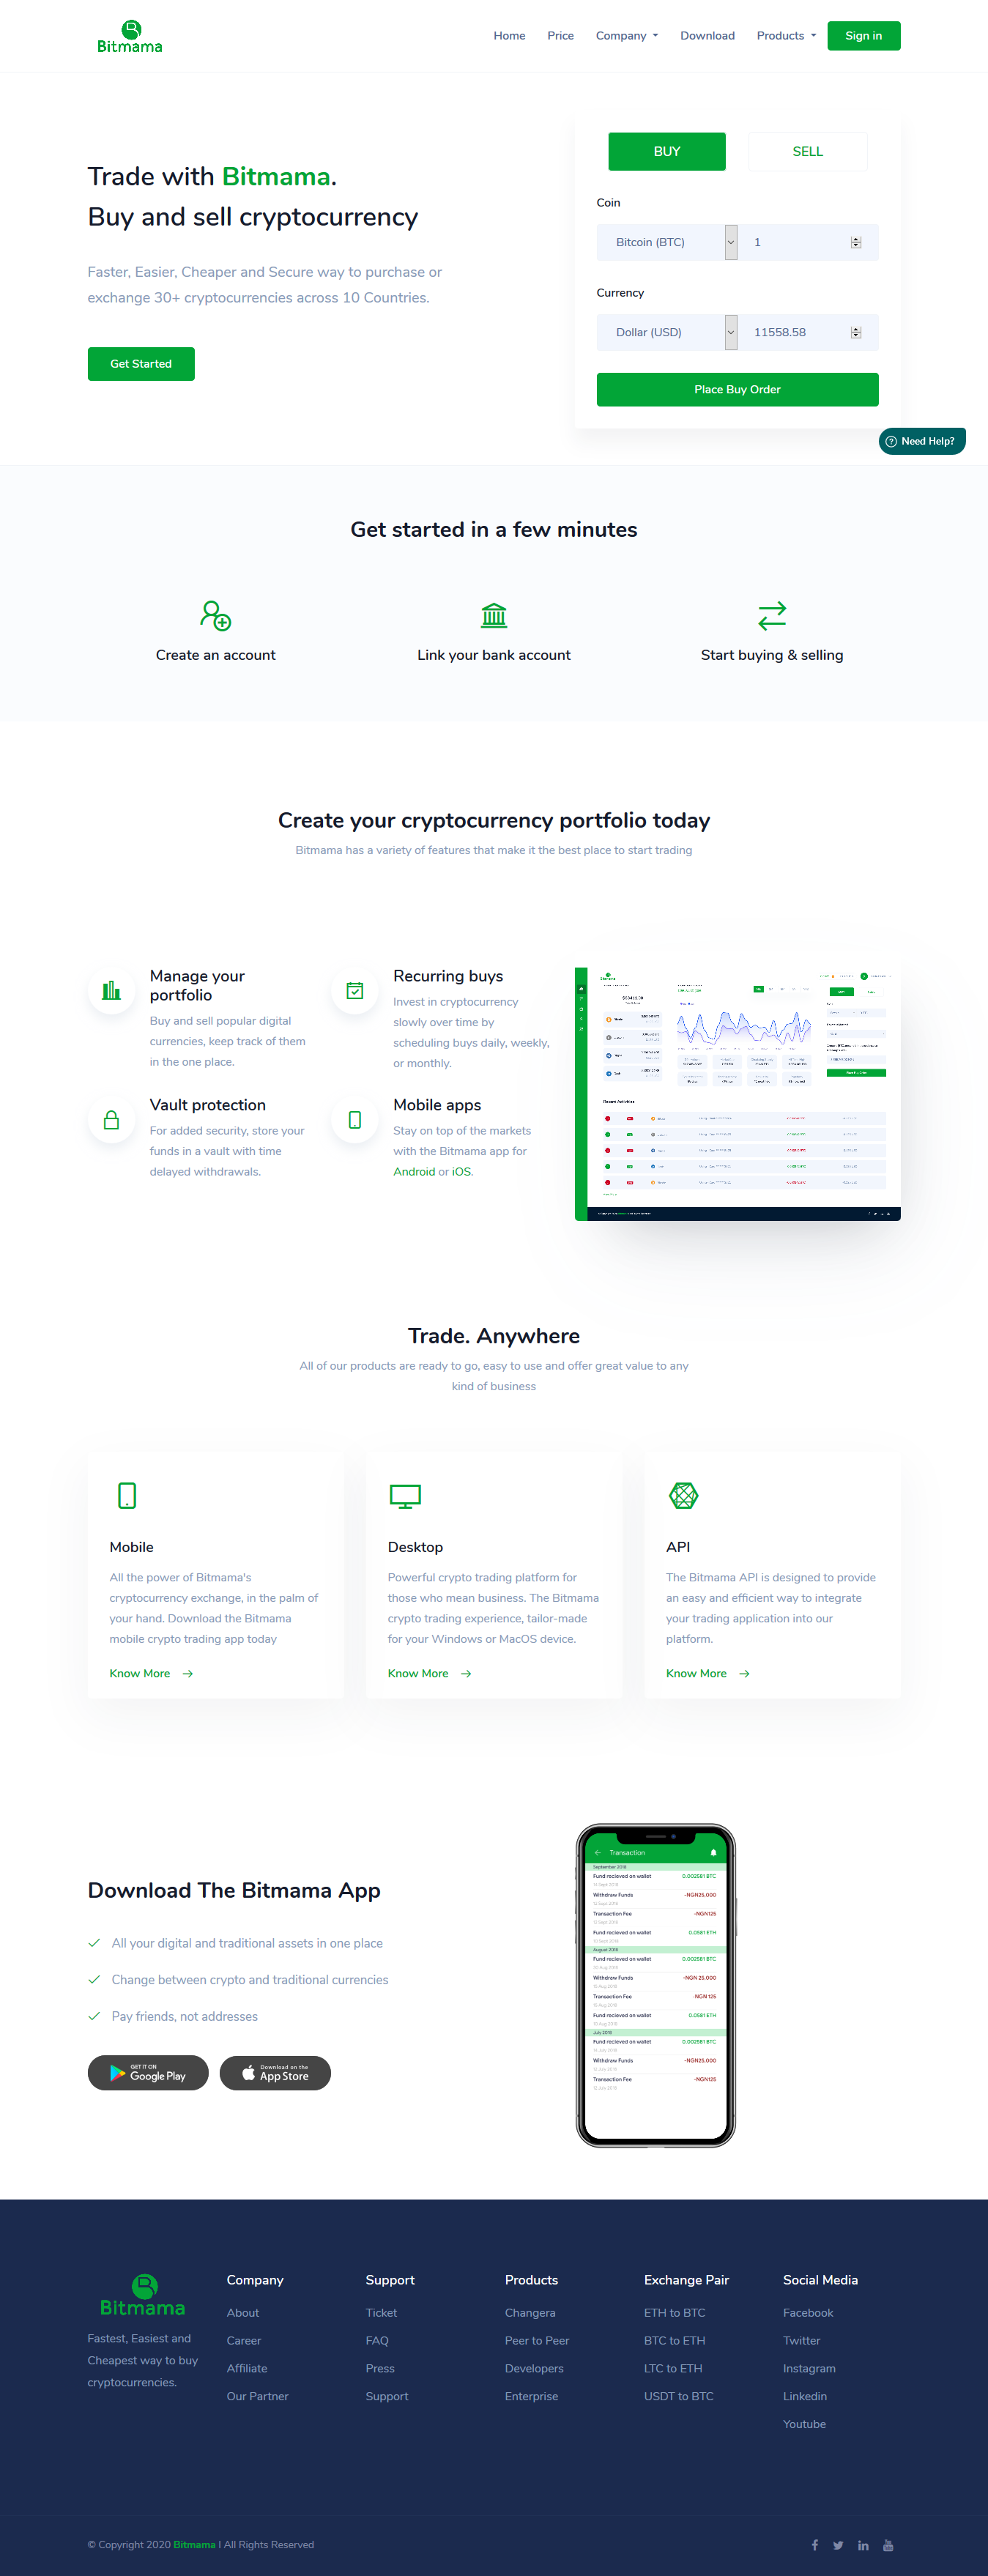 Bitmama
Home Price Company Download Products Sign in
Trade with Bitmama.
Buy and sell cryptocurrency
Faster, Easier, Cheaper and Secure way to purchase or
exchange 30+ cryptocurrencies across 10 Countries.
Get Started
BUY SELL
Coin
Bitcoin (BTC) 1
Currency
Dollar (USD) 11558.58
Place Buy Order
Need Help?
Get started in a few minutes
Create an account
Link your bank account
Start buying & selling
Create your cryptocurrency portfolio today
Bitmama has a variety of features that make it the best place to start trading
Manage your
portfolio
Buy and sell popular digital
currencies, keep track of them
in the one place.
Recurring buys
Invest in cryptocurrency
slowly over time by
scheduling buys daily, weekly,
or monthly.
Vault protection
For added security, store your
funds in a vault with time
delayed withdrawals.
Mobile apps
Stay on top of the markets
with the Bitmama app for
Android or iOS.
Bitmama
Recent Activities
Trade. Anywhere
All of our products are ready to go, easy to use and offer great value to any
kind of business
Mobile
All the power of Bitmama's
cryptocurrency exchange, in the palm of
your hand. Download the Bitmama
mobile crypto trading app today
Know More
Desktop
Powerful crypto trading platform for
those who mean business. The Bitmama
crypto trading experience, tailor-made
for your Windows or MacOS device.
Know More
API
The Bitmama API is designed to provide
an easy and efficient way to integrate
your trading application into our
platform.
Know More
Download The Bitmama App
All your digital and traditional assets in one place
Change between crypto and traditional currencies
Pay friends, not addresses
GET IT ON
Google Play
Download on the
App Store
Transaction
September 2018
Fund recieved on wallet 0.002581 BTC
Withdraw Funds -NGN25,000
Transaction Fee -NGN125
Fund recieved on wallet 0.0581 ETH
August 2018
Fund recieved on wallet 0.002581 BTC
Withdraw Funds -NGN 25,000
Transaction Fee -NGN 125
Fund recieved on wallet 0.0581 ETH
July 2018
Fund recieved on wallet 0.002581 BTC
Withdraw Funds -NGN25,000
Transaction Fee -NGN125
Bitmama
Fastest, Easiest and
Cheapest way to buy
cryptocurrencies.
Company
About
Career
Affiliate
Our Partner
Support
Ticket
FAQ
Press
Support
Products
Changera
Peer to Peer
Developers
Enterprise
Exchange Pair
ETH to BTC
BTC to ETH
LTC to ETH
USDT to BTC
Social Media
Facebook
Twitter
Instagram
Linkedin
Youtube
© Copyright 2020 Bitmama I All Rights Reserved